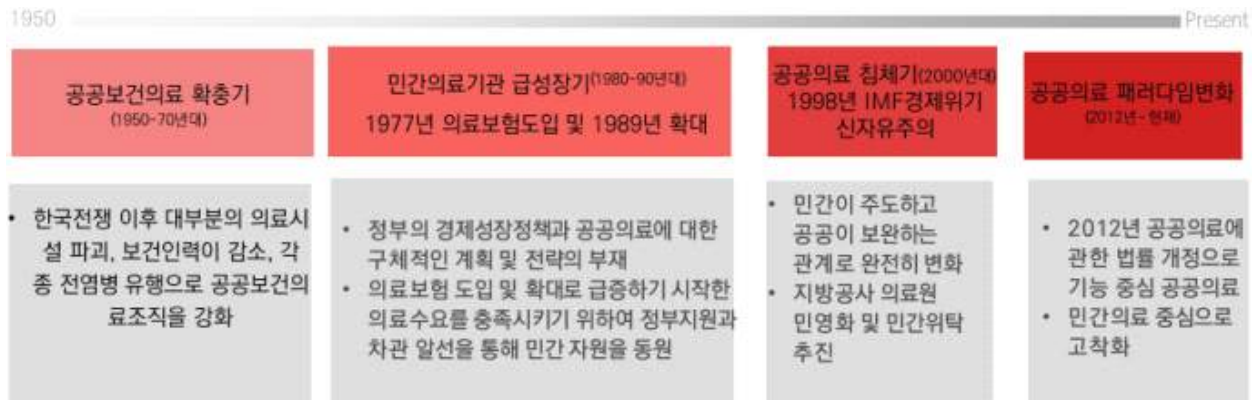 1950
Present
공공보건의료 확충기
(1950-70년대)
민간의료기관 급성장기(1980-90년대)
1977년 의료보험도입 및 1989년 확대
공공의료 침체기(2000년대)
1998년 IMF경제위기
신자유주의
공공의료 패러다임변화
(2012년-현재)
• 한국전쟁 이후 대부분의 의료시
설 파괴, 보건인력이 감소, 각
종 전염병 유행으로 공공보건의
료조직을 강화
• 정부의 경제성장정책과 공공의료에 대한
구체적인 계획 및 전략의 부재
• 의료보험 도입 및 확대로 급증하기 시작한
의료수요를 충족시키기 위하여 정부지원과
차관 알선을 통해 민간 자원을 동원
• 민간이 주도하고
공공이 보완하는
관계로 완전히 변화
• 지방공사 의료원
민영화 및 민간위탁
추진
• 2012년 공공의료에
관한 법률 개정으로
기능 중심 공공의료
• 민간의료 중심으로
고착화